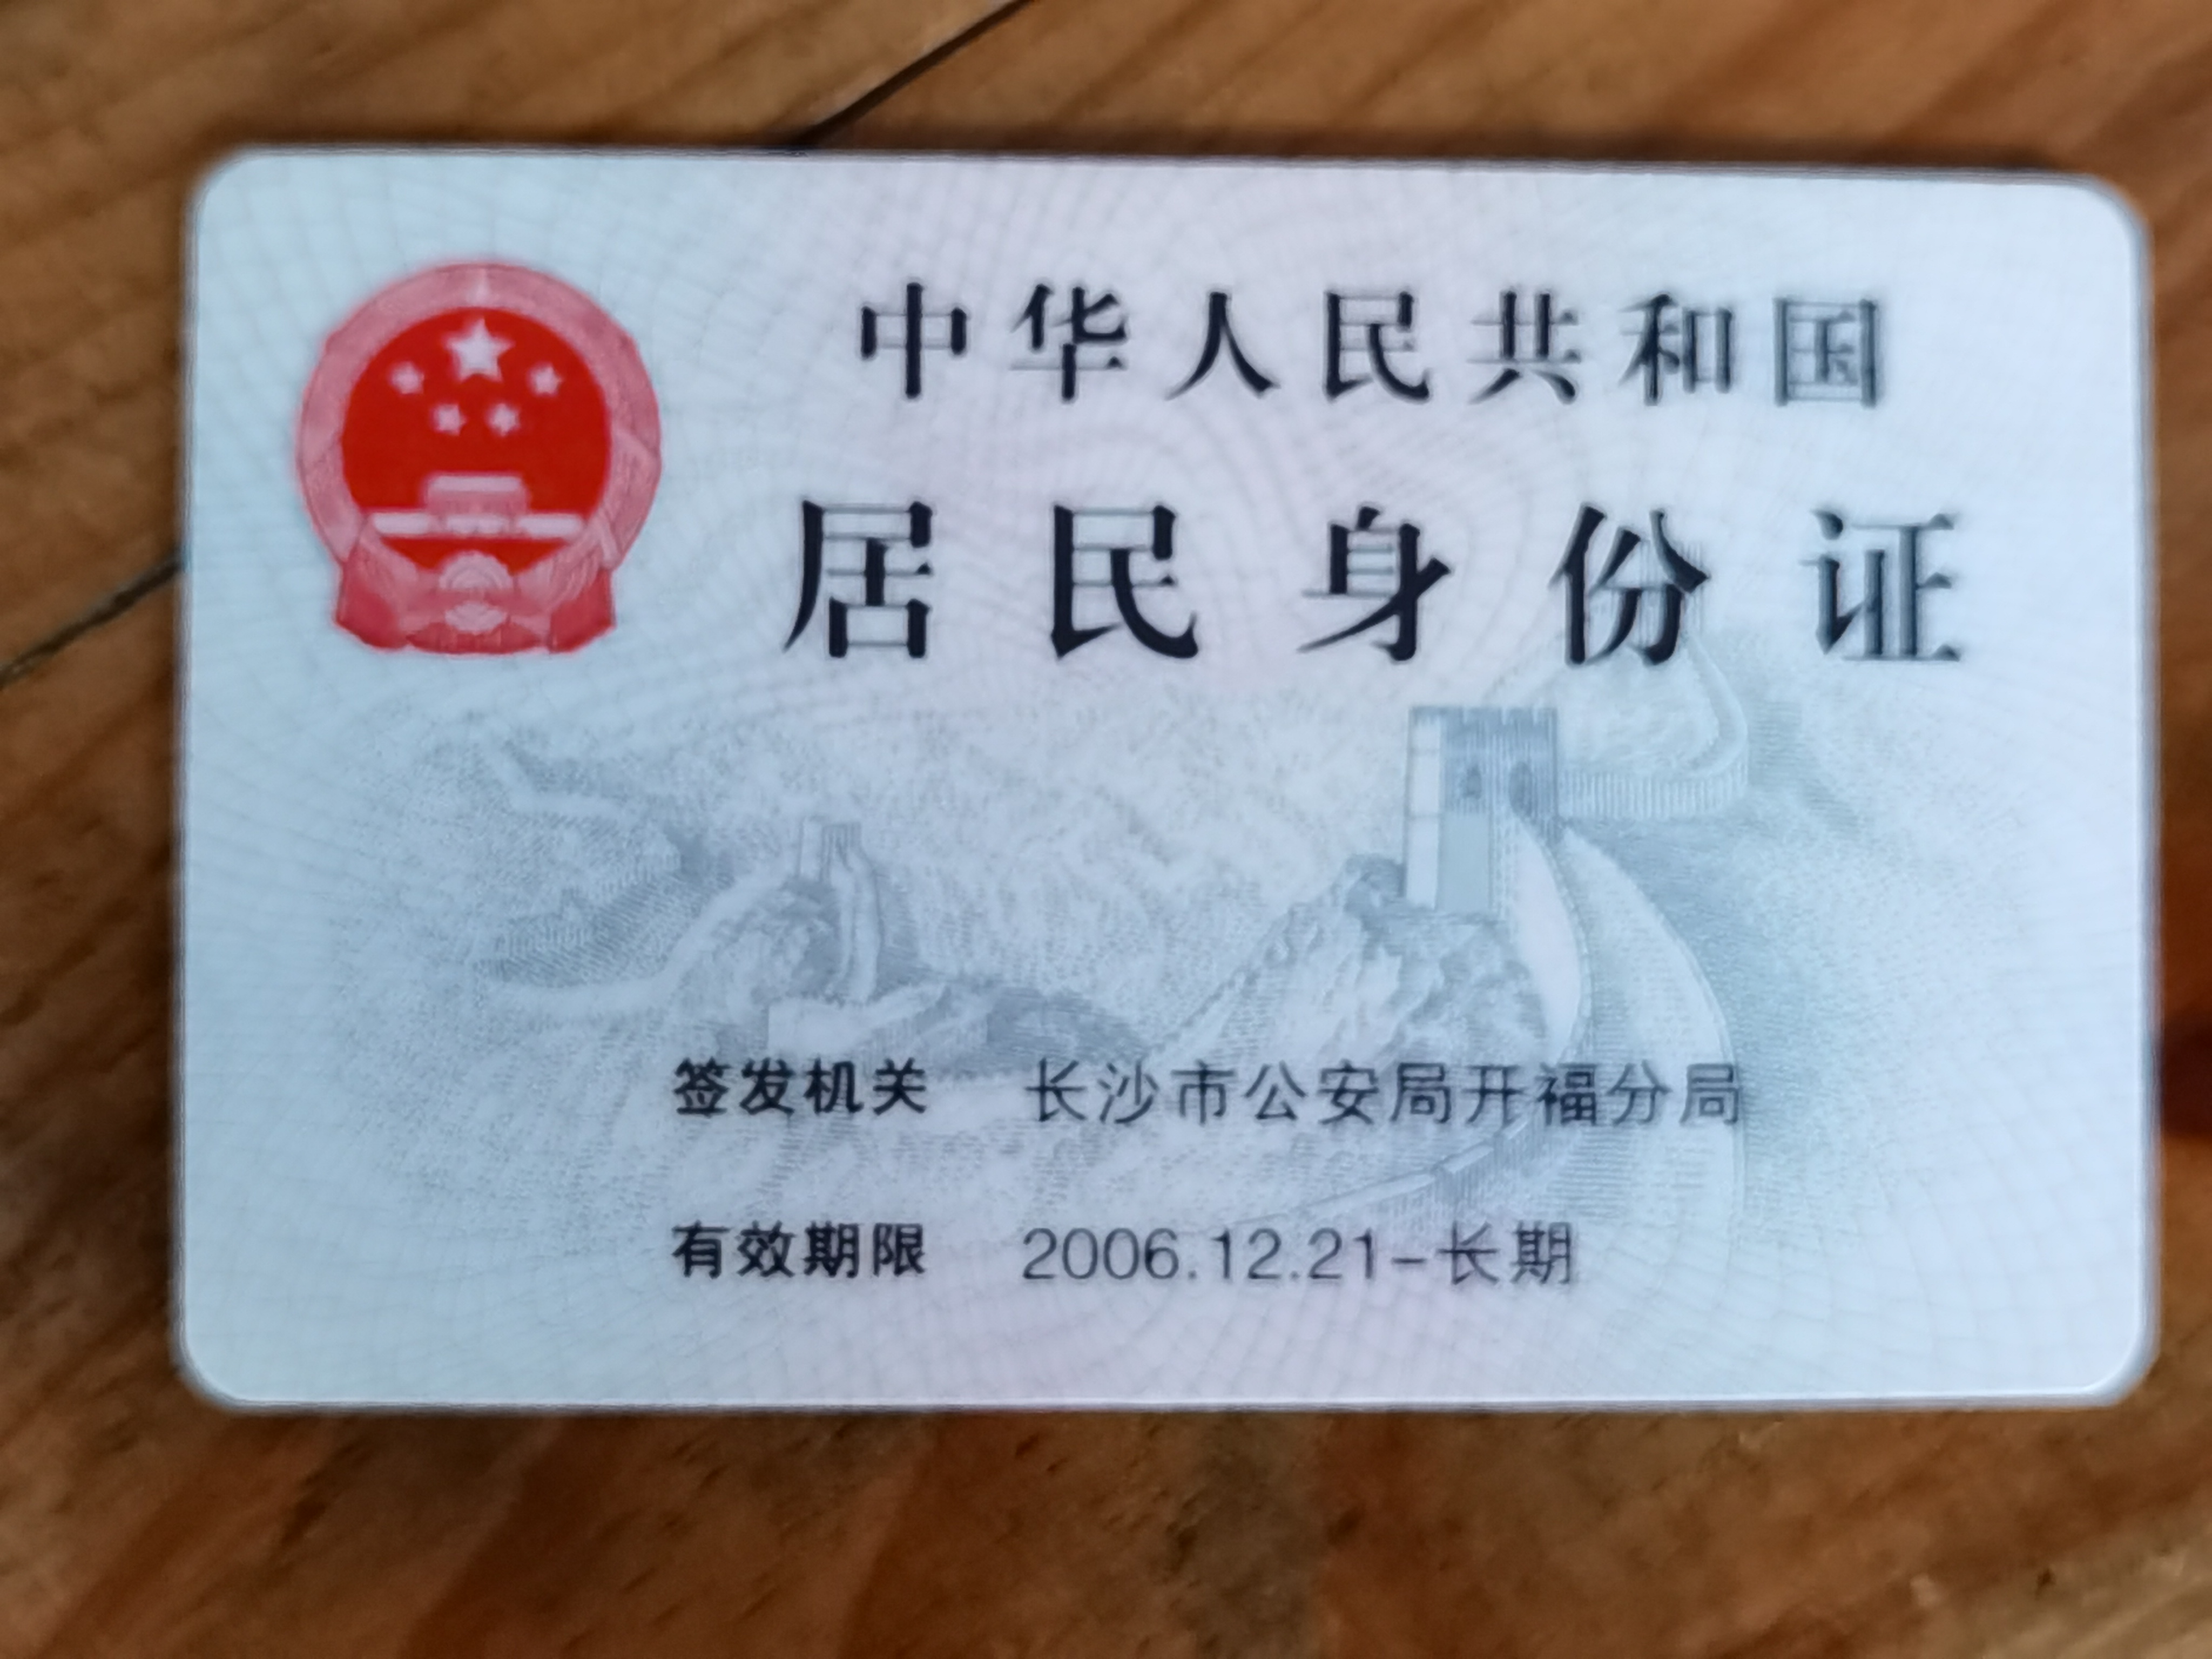 中华人民共和国
居民身份证
签发机关 长沙市公安局开福分局
有效期限 2006.12.21-长期